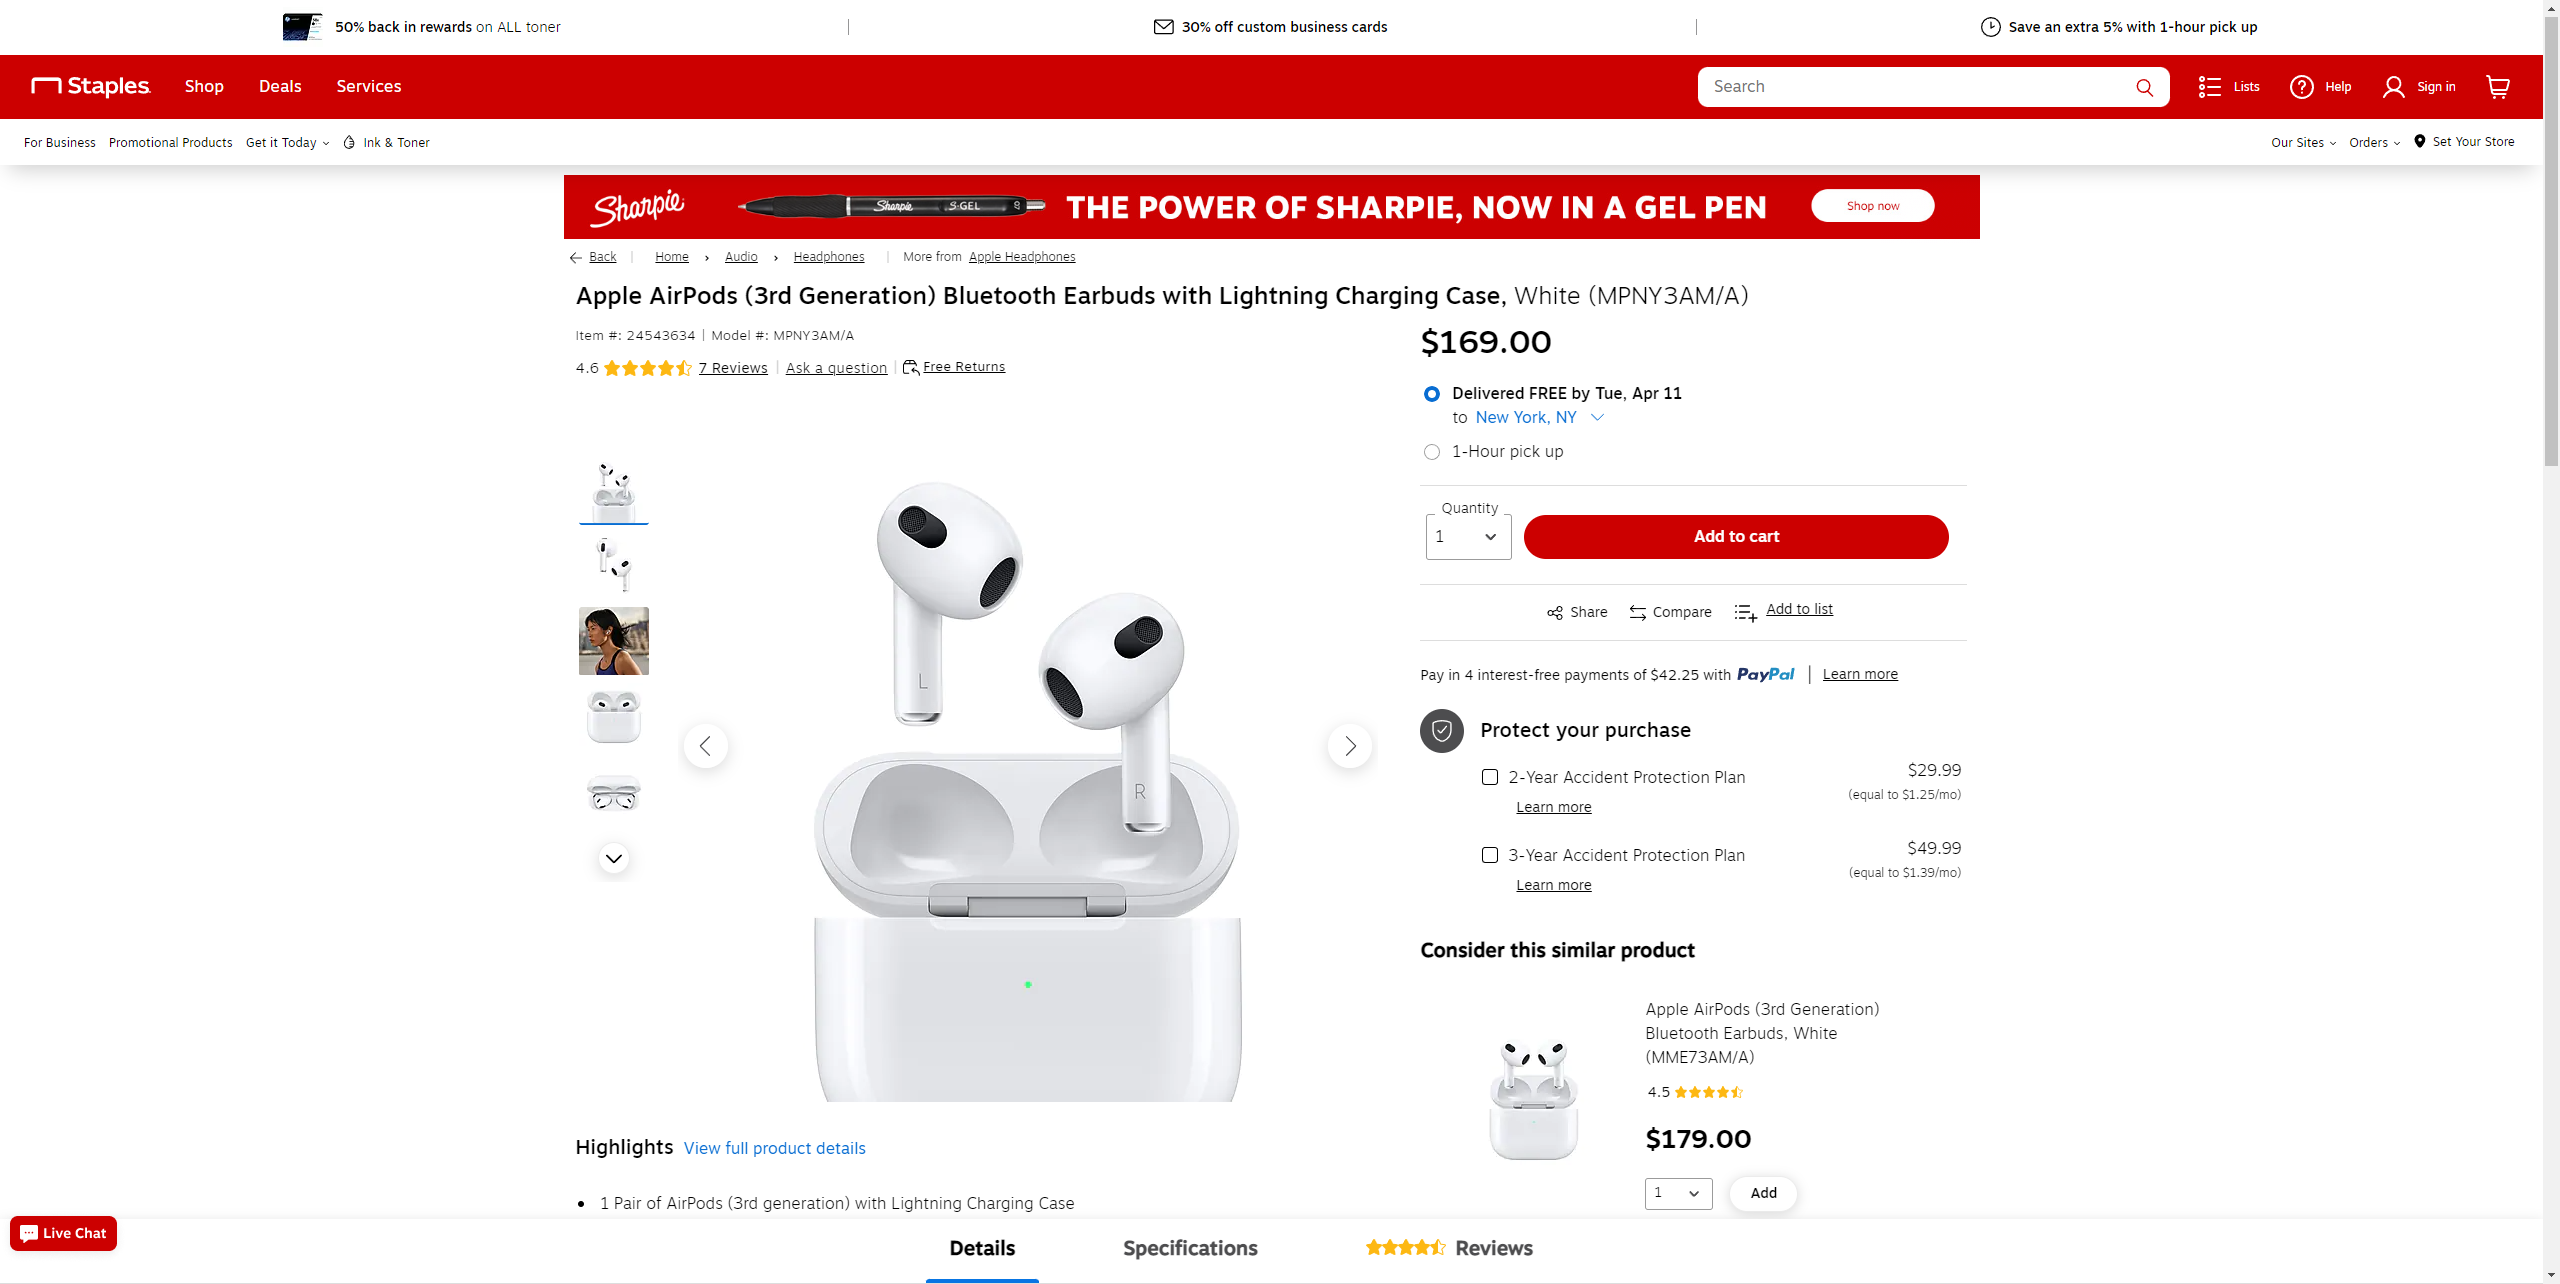 50% back in rewards on ALL toner
30% off custom business cards
Save an extra 5% with 1-hour pick up
Staples
Shop
Deals
Services
Search
Lists
Help
Sign in
For Business
Promotional Products
Get it Today
Ink & Toner
Our Sites
Orders
Set Your Store
Sharpie
Sharpie S·GEL 0.7
THE POWER OF SHARPIE, NOW IN A GEL PEN
Shop now
Back
Home
Audio
Headphones
More from Apple Headphones
Apple AirPods (3rd Generation) Bluetooth Earbuds with Lightning Charging Case, White (MPNY3AM/A)
Item #: 24543634 | Model #: MPNY3AM/A
4.6
7 Reviews
Ask a question
Free Returns
L
R
$169.00
Delivered FREE by Tue, Apr 11
to New York, NY
1-Hour pick up
Quantity
1
Add to cart
Share
Compare
Add to list
Pay in 4 interest-free payments of $42.25 with PayPal | Learn more
Protect your purchase
2-Year Accident Protection Plan
$29.99
(equal to $1.25/mo)
Learn more
3-Year Accident Protection Plan
$49.99
(equal to $1.39/mo)
Learn more
Consider this similar product
Apple AirPods (3rd Generation)
Bluetooth Earbuds, White
(MME73AM/A)
4.5
$179.00
1
Add
Highlights
View full product details
• 1 Pair of AirPods (3rd generation) with Lightning Charging Case
Live Chat
Details
Specifications
Reviews